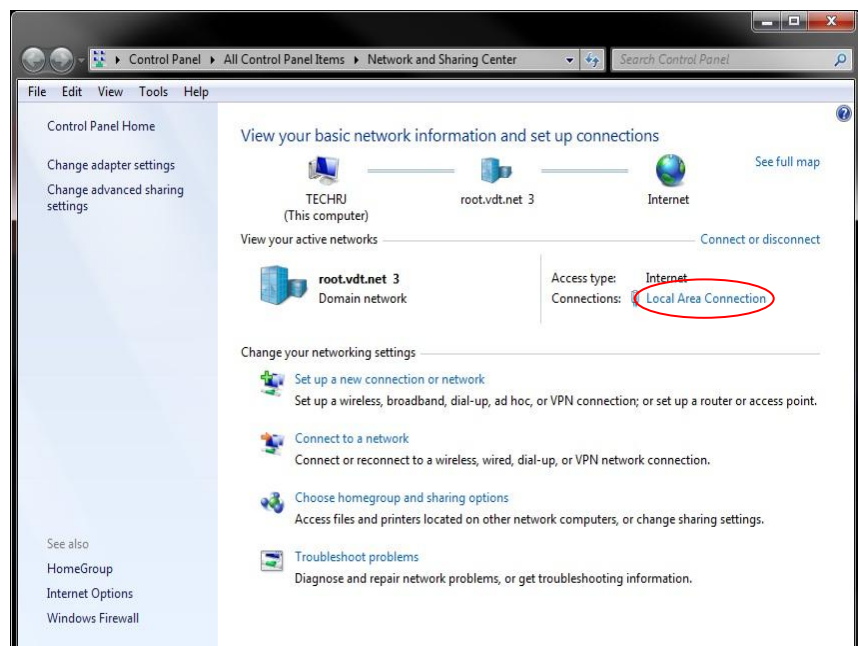 Control Panel ▸ All Control Panel Items ▸ Network and Sharing Center
Search Control Panel
File Edit View Tools Help
Control Panel Home
Change adapter settings
Change advanced sharing
settings
See also
HomeGroup
Internet Options
Windows Firewall
View your basic network information and set up connections
See full map
TECHRJ
(This computer)
root.vdt.net 3
Internet
View your active networks
Connect or disconnect
root.vdt.net 3
Domain network
Access type: Internet
Connections: Local Area Connection
Change your networking settings
Set up a new connection or network
Set up a wireless, broadband, dial-up, ad hoc, or VPN connection; or set up a router or access point.
Connect to a network
Connect or reconnect to a wireless, wired, dial-up, or VPN network connection.
Choose homegroup and sharing options
Access files and printers located on other network computers, or change sharing settings.
Troubleshoot problems
Diagnose and repair network problems, or get troubleshooting information.